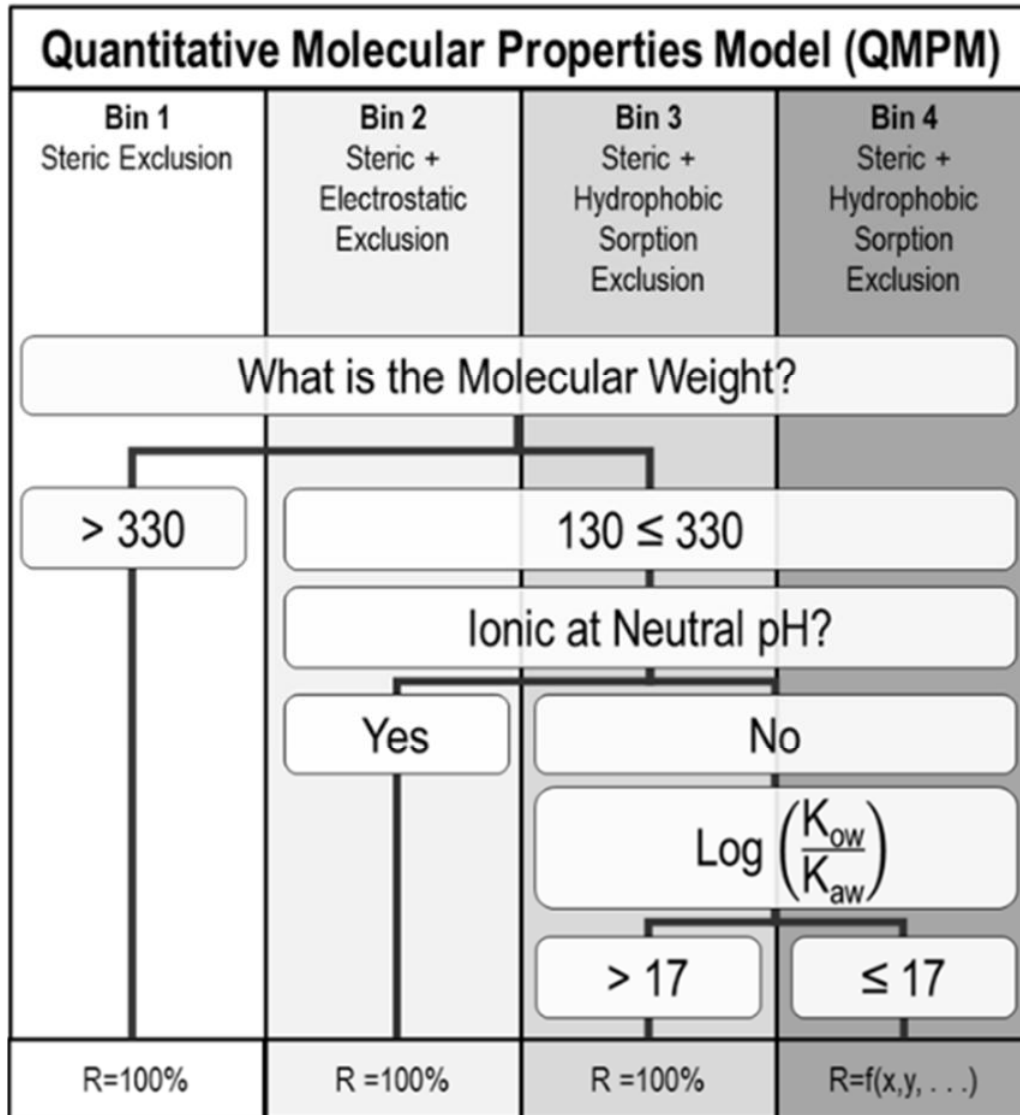 Quantitative Molecular Properties Model (QMPM)
Bin 1
Steric Exclusion
Bin 2
Steric +
Electrostatic
Exclusion
Bin 3
Steric +
Hydrophobic
Sorption
Exclusion
Bin 4
Steric +
Hydrophobic
Sorption
Exclusion
What is the Molecular Weight?
> 330
130 ≤ 330
Ionic at Neutral pH?
Yes
No
Log (Kow/Kaw)
> 17
≤ 17
R=100%
R =100%
R =100%
R=f(x,y, . . .)